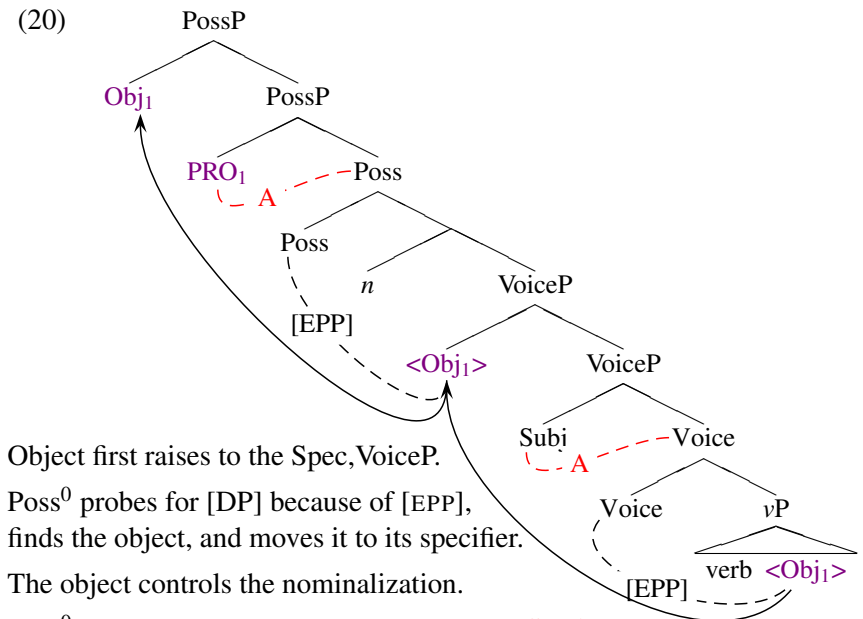 (20)
PossP
Obj₁ PossP
PRO₁ Poss
A
Poss
n VoiceP
[EPP]
<Obj₁> VoiceP
Subj Voice
A
Object first raises to the Spec,VoiceP.
Poss⁰ probes for [DP] because of [EPP],
Voice vP
finds the object, and moves it to its specifier.
verb <Obj₁>
The object controls the nominalization.
[EPP]